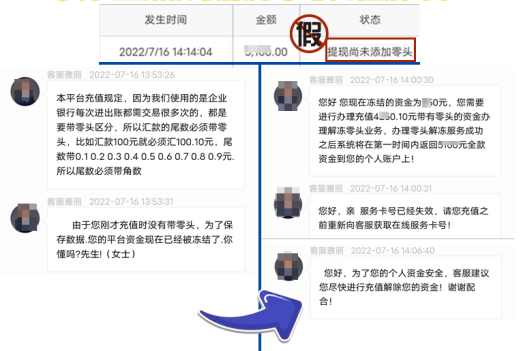 发生时间 金额 状态
2022/7/16 14:14:04 .00 提现尚未添加零头
假
客服雅丽 2022-07-16 13:53:26
本平台充值规定，因为我们使用的是企业
银行每次进出账都需交易很多次的，都是
要带零头区分，所以汇款的尾数必须带零
头，比如汇款100元就必须汇100.10元，尾
数带0.1 0.2 0.3 0.4 0.5 0.6 0.7 0.8 0.9元.
所以尾数必须带角数
客服雅丽 2022-07-16 13:53:31
由于您刚才充值时没有带零头，为了保
存数据.您的平台资金现在已经被冻结了.你
懂吗?先生!（女士）
客服雅丽 2022-07-16 14:00:30
您好 您现在冻结的资金为 60元，您需要
进行办理充值4 0.10元带有零头的资金办
理解冻零头业务，办理零头解冻服务成功
之后系统将在第一时间内返回5100元全款
资金到您的个人账户上!
客服雅丽 2022-07-16 14:00:31
您好，亲 服务卡号已经失效，请您充值之
前重新向客服获取在线服务卡号!
客服雅丽 2022-07-16 14:06:40
您好，为了您的个人资金安全，客服建议
您尽快进行充值解除您的资金！谢谢配
合!